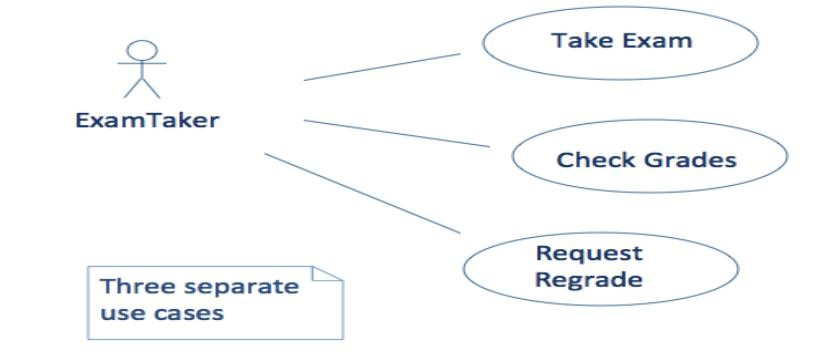 Take Exam
ExamTaker
Check Grades
Request
Regrade
Three separate
use cases